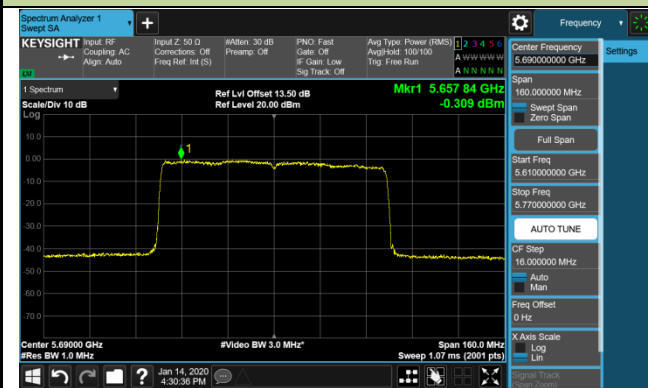 Spectrum Analyzer 1
Swept SA
Frequency
KEYSIGHT
Input: RF
Coupling: AC
Align: Auto
Input Z: 50 Ω
Corrections: Off
Freq Ref: Int (S)
#Atten: 30 dB
Preamp: Off
PNO: Fast
Gate: Off
IF Gain: Low
Sig Track: Off
Avg Type: Power (RMS)
Avg|Hold: 100/100
Trig: Free Run
1 2 3 4 5 6
A W W W W W
A N N N N N
1 Spectrum
Scale/Div 10 dB
Ref Lvl Offset 13.50 dB
Ref Level 20.00 dBm
Mkr1 5.657 84 GHz
-0.309 dBm
Log
10.0
0.00
-10.0
-20.0
-30.0
-40.0
-50.0
-60.0
-70.0
1
Center 5.69000 GHz
#Res BW 1.0 MHz
#Video BW 3.0 MHz*
Span 160.0 MHz
Sweep 1.07 ms (2001 pts)
Jan 14, 2020
4:30:36 PM
Center Frequency
5.690000000 GHz
Settings
Span
160.000000 MHz
Swept Span
Zero Span
Full Span
Start Freq
5.610000000 GHz
Stop Freq
5.770000000 GHz
AUTO TUNE
CF Step
16.000000 MHz
Auto
Man
Freq Offset
0 Hz
X Axis Scale
Log
Lin
Signal Track
(Span Zoom)